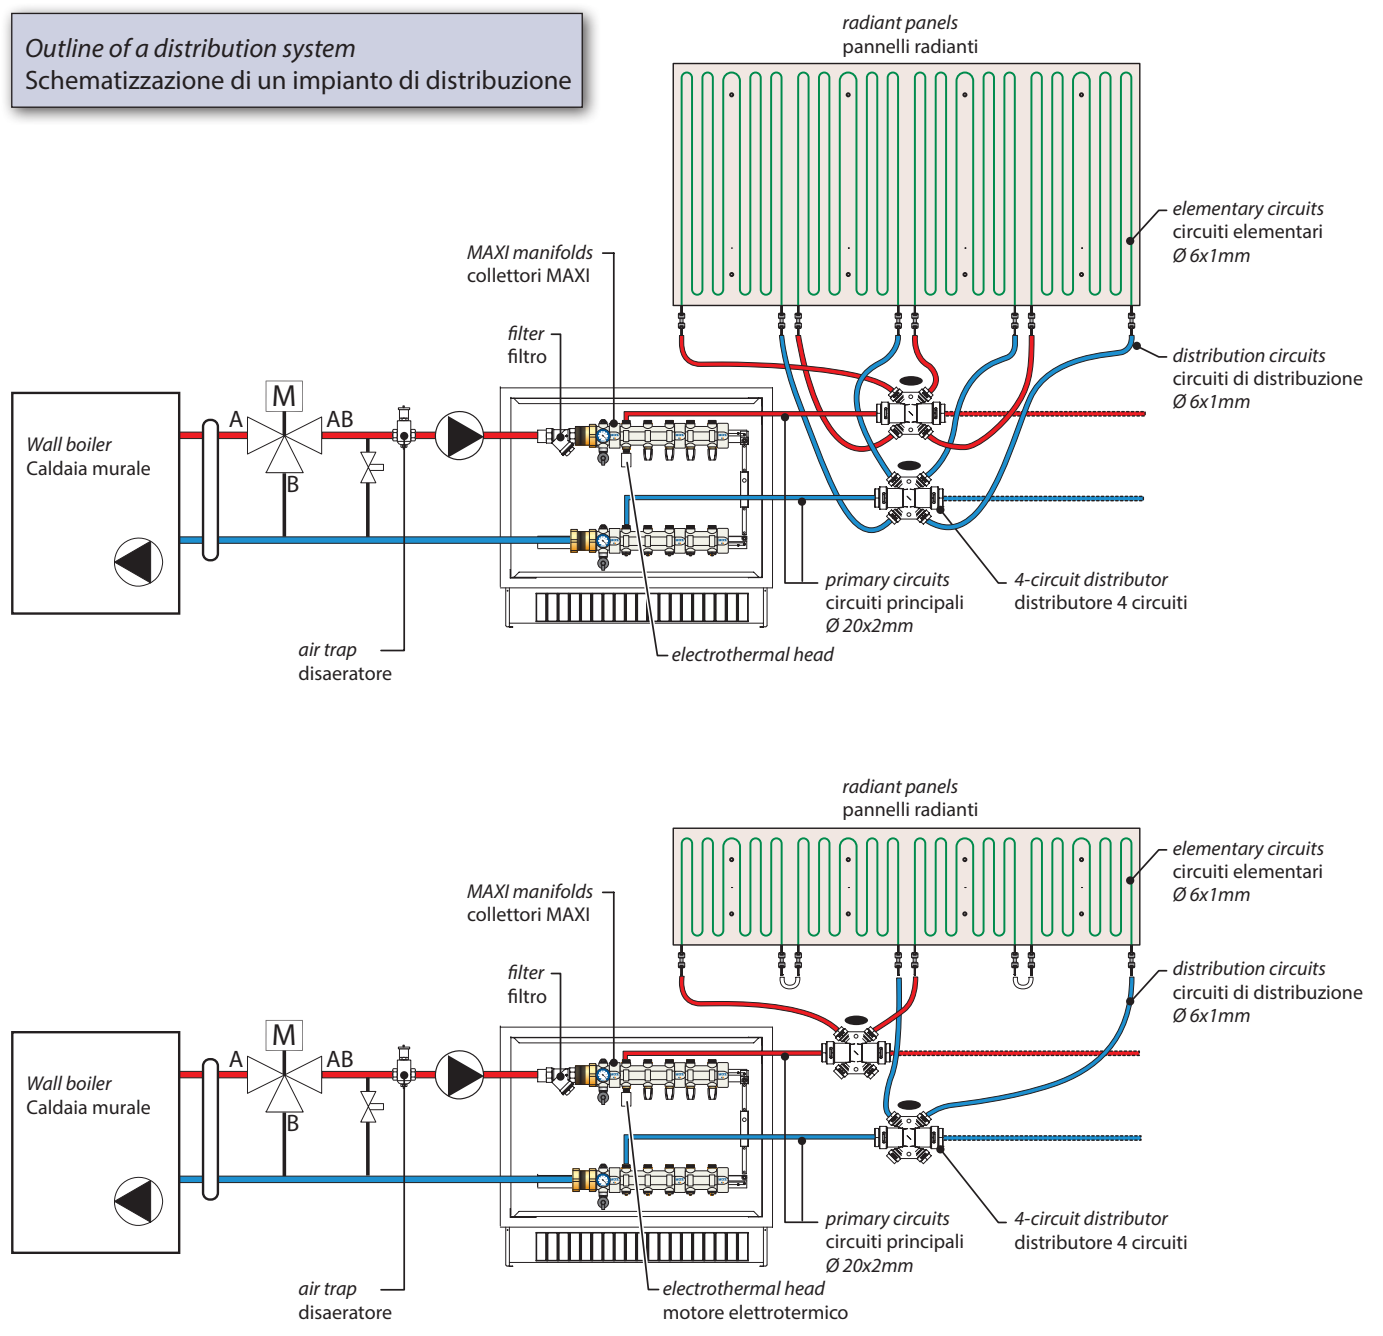 Outline of a distribution system
Schematizzazione di un impianto di distribuzione
radiant panels
pannelli radianti
elementary circuits
circuiti elementari
Ø 6x1mm
MAXI manifolds
collettori MAXI
filter
filtro
distribution circuits
circuiti di distribuzione
Ø 6x1mm
M
A
AB
B
Wall boiler
Caldaia murale
primary circuits
circuiti principali
Ø 20x2mm
4-circuit distributor
distributore 4 circuiti
air trap
disaeratore
electrothermal head
radiant panels
pannelli radianti
elementary circuits
circuiti elementari
Ø 6x1mm
MAXI manifolds
collettori MAXI
filter
filtro
distribution circuits
circuiti di distribuzione
Ø 6x1mm
M
A
AB
B
Wall boiler
Caldaia murale
primary circuits
circuiti principali
Ø 20x2mm
4-circuit distributor
distributore 4 circuiti
air trap
disaeratore
electrothermal head
motore elettrotermico